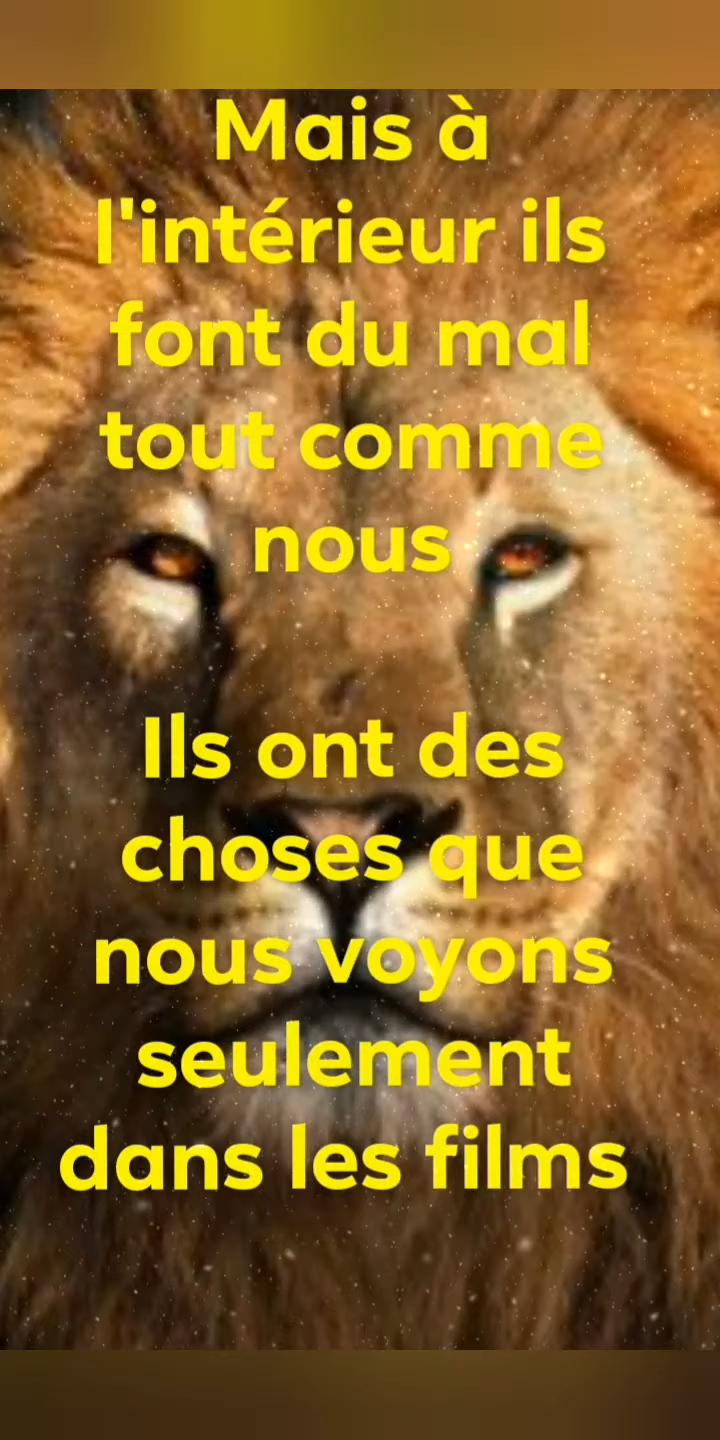 Mais à
l'intérieur ils
font du mal
tout comme
nous
Ils ont des
choses que
nous voyons
seulement
dans les films